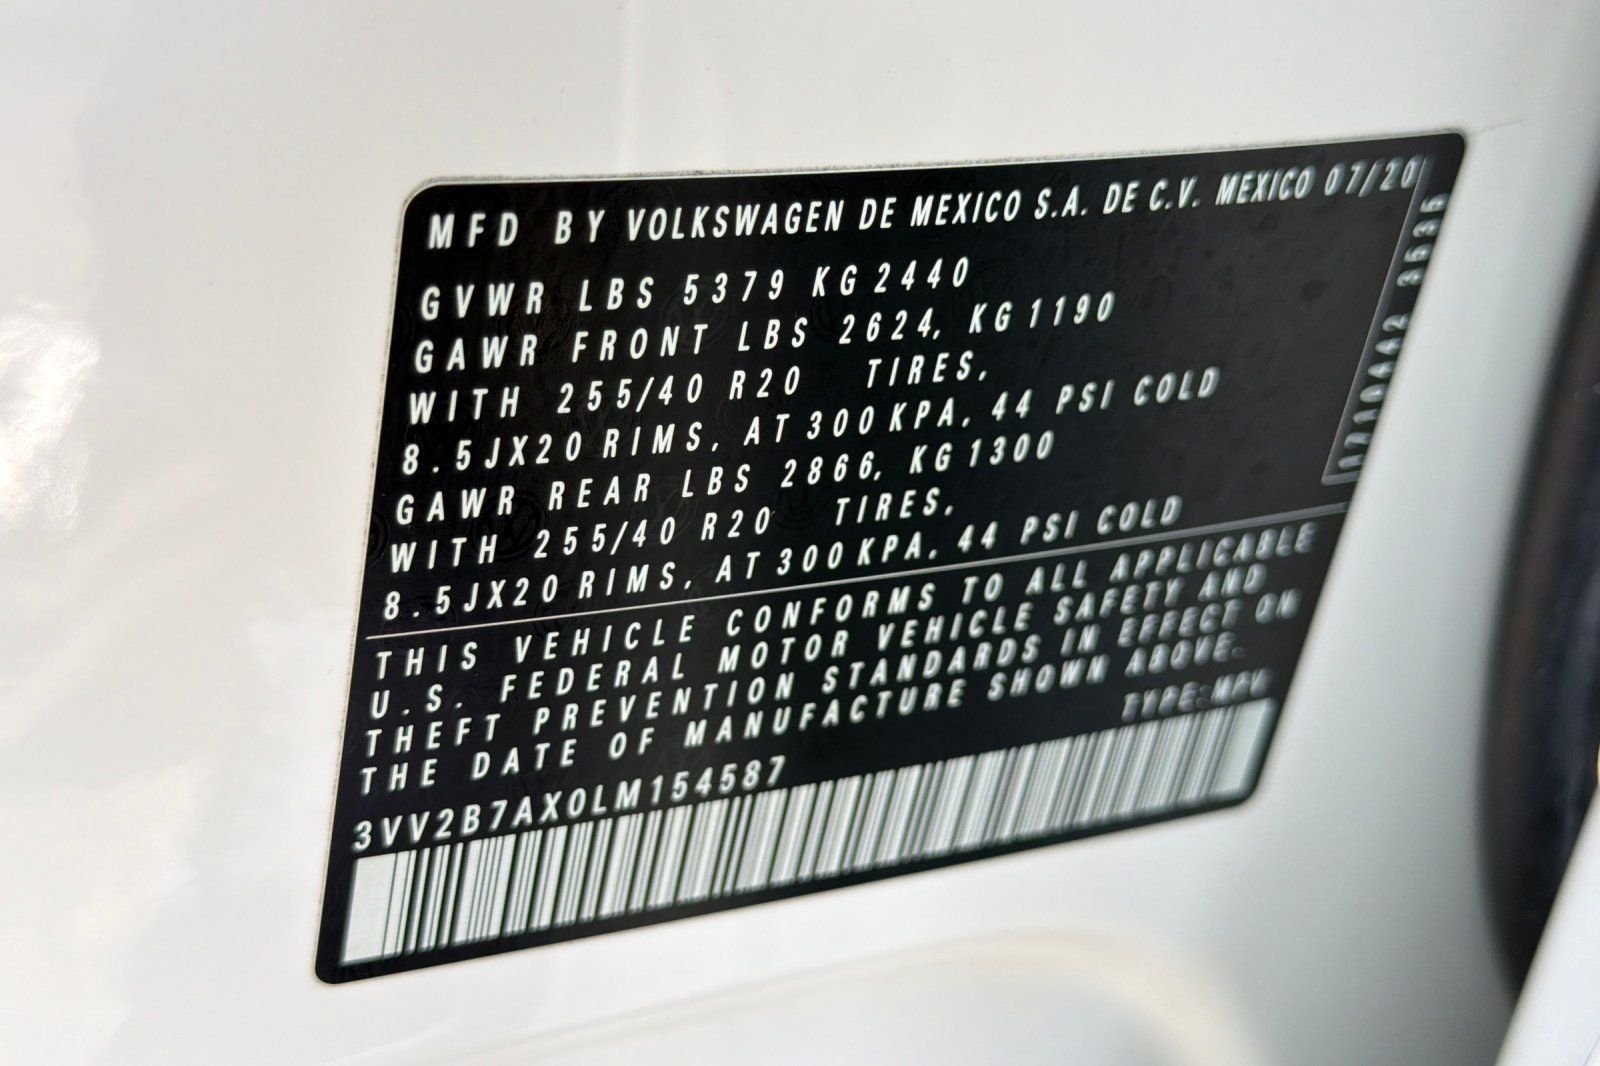 MFD BY VOLKSWAGEN DE MEXICO S.A. DE C.V. MEXICO 07/20
GVWR LBS 5379 KG 2440
GAWR FRONT LBS 2624, KG 1190
WITH 255/40 R20 TIRES,
8.5JX20 RIMS, AT 300 KPA, 44 PSI COLD
GAWR REAR LBS 2866, KG 1300
WITH 255/40 R20 TIRES,
8.5JX20 RIMS, AT 300 KPA, 44 PSI COLD
THIS VEHICLE CONFORMS TO ALL APPLICABLE
U.S. FEDERAL MOTOR VEHICLE SAFETY AND
THEFT PREVENTION STANDARDS IN EFFECT ON
THE DATE OF MANUFACTURE SHOWN ABOVE.
TYPE:MPV
3VV2B7AX0LM154587